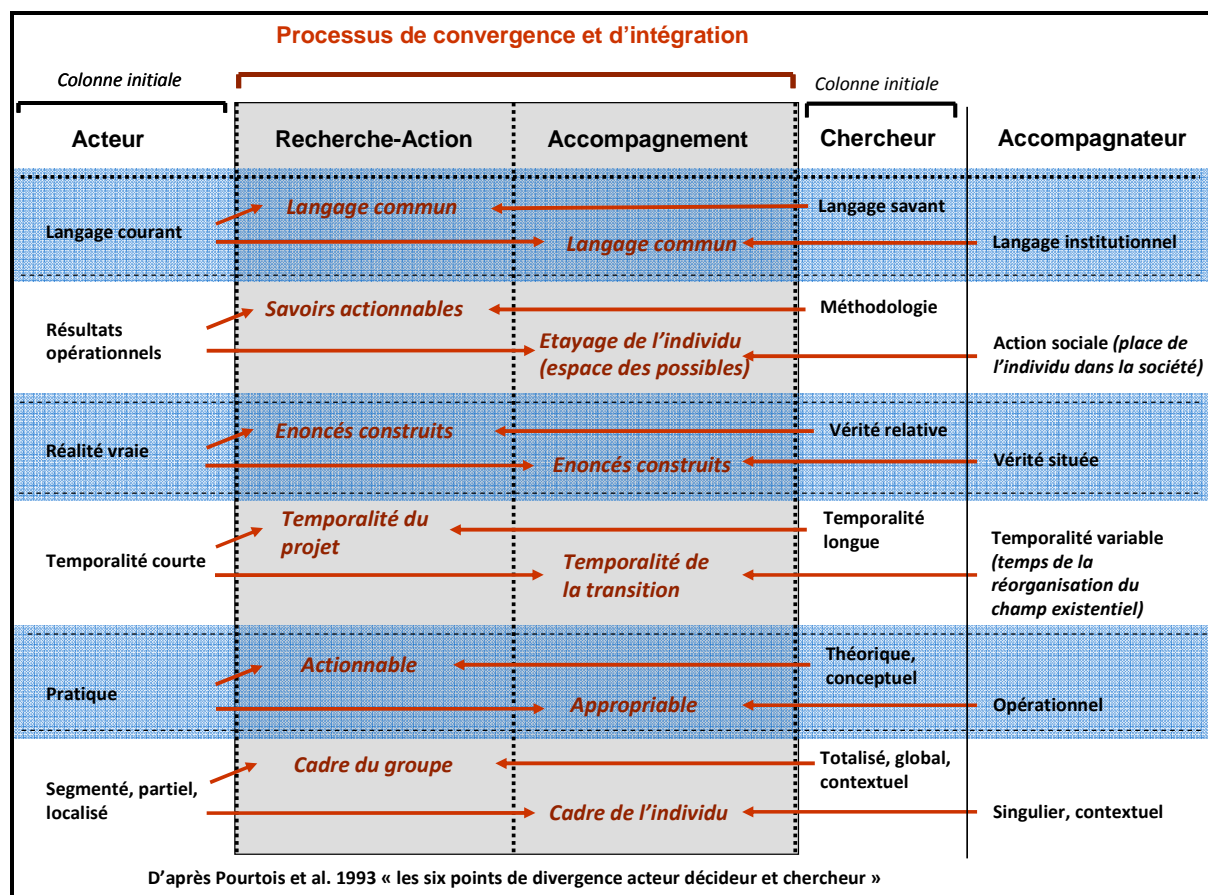 Processus de convergence et d'intégration
Colonne initiale
Colonne initiale
Acteur
Recherche-Action
Accompagnement
Chercheur
Accompagnateur
Langage courant
Langage commun
Langage commun
Langage savant
Langage institutionnel
Résultats
opérationnels
Savoirs actionnables
Etayage de l'individu
(espace des possibles)
Méthodologie
Action sociale (place de
l'individu dans la société)
Réalité vraie
Enoncés construits
Enoncés construits
Vérité relative
Vérité située
Temporalité courte
Temporalité du
projet
Temporalité de
la transition
Temporalité
longue
Temporalité variable
(temps de la
réorganisation du
champ existentiel)
Pratique
Actionnable
Appropriable
Théorique,
conceptuel
Opérationnel
Segmenté, partiel,
localisé
Cadre du groupe
Cadre de l'individu
Totalisé, global,
contextuel
Singulier, contextuel
D'après Pourtois et al. 1993 « les six points de divergence acteur décideur et chercheur »